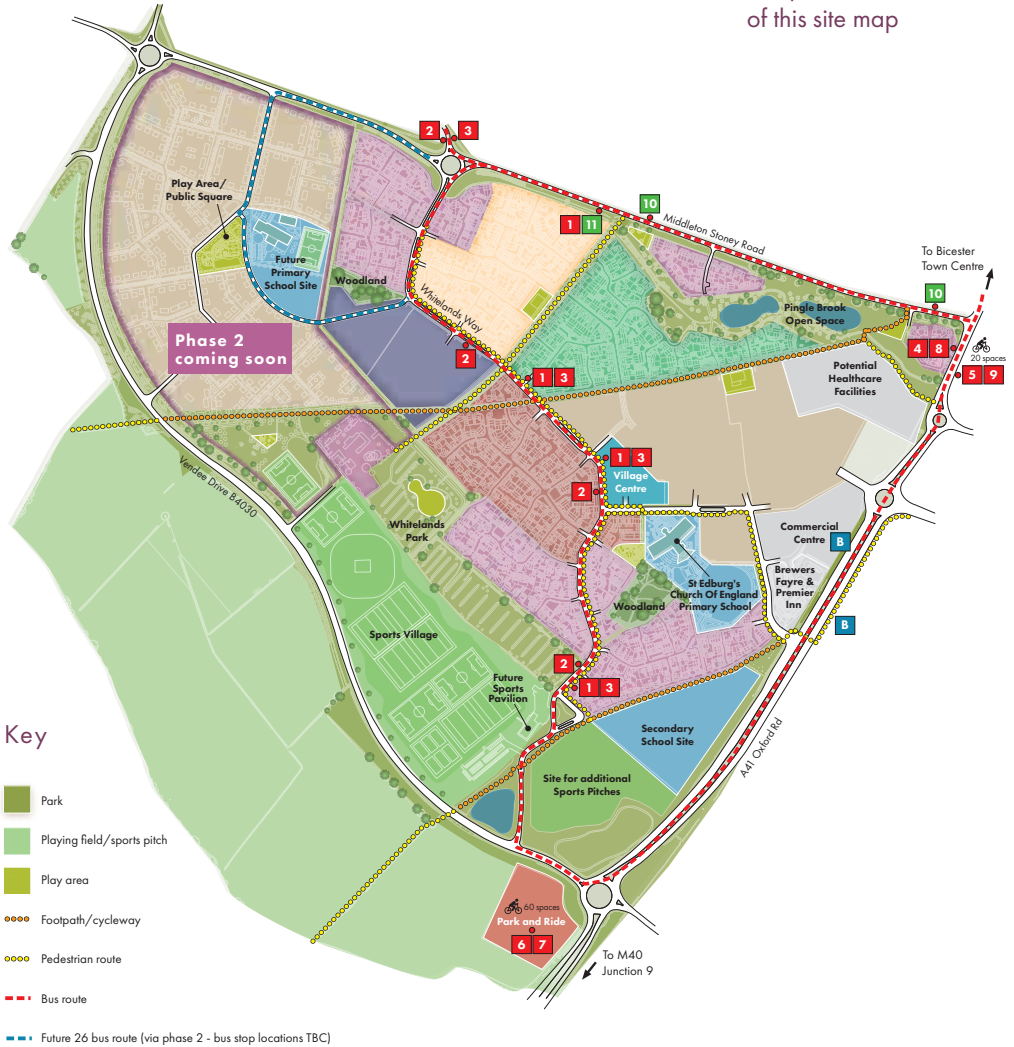 of this site map
2
3
Play Area/
Public Square
10
1 11
Middleton Stoney Road
To Bicester
Town Centre
Future
Primary
School Site
Woodland
Whitelands Way
10
Pingle Brook
Open Space
Phase 2
coming soon
2
4 8
20 spaces
5 9
Potential
Healthcare
Facilities
1 3
1 3
Village
Centre
2
Vendee Drive B4030
Whitelands
Park
Commercial
Centre
B
Brewers
Fayre &
Premier
Inn
St Edburg's
Church Of England
Primary School
Woodland
B
Sports Village
2
1 3
Future
Sports
Pavilion
Secondary
School Site
A41 Oxford Rd
Site for additional
Sports Pitches
60 spaces
Park and Ride
6 7
To M40
Junction 9
Key
Park
Playing field/sports pitch
Play area
Footpath/cycleway
Pedestrian route
Bus route
Future 26 bus route (via phase 2 - bus stop locations TBC)